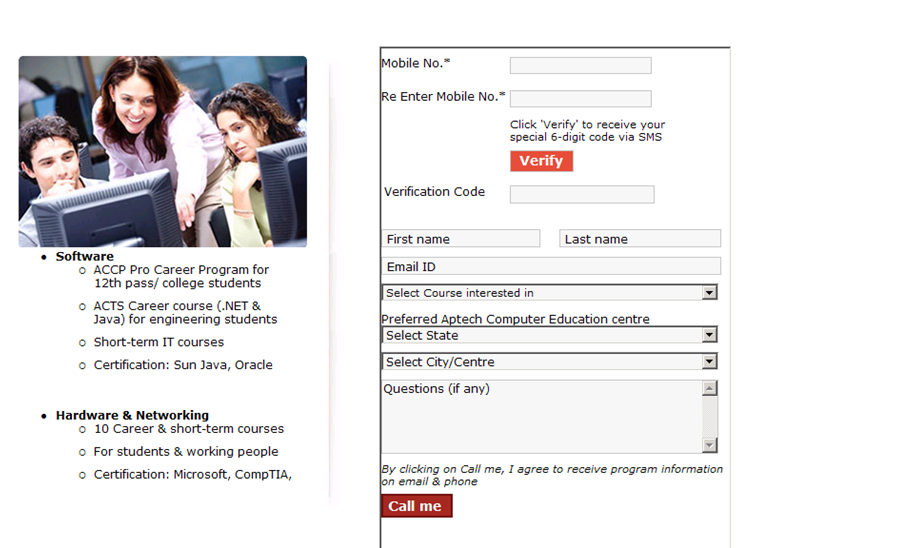 Software
ACCP Pro Career Program for
12th pass/ college students
ACTS Career course (.NET &
Java) for engineering students
Short-term IT courses
Certification: Sun Java, Oracle
Hardware & Networking
10 Career & short-term courses
For students & working people
Certification: Microsoft, CompTIA,
Mobile No.*
Re Enter Mobile No.*
Click 'Verify' to receive your
special 6-digit code via SMS
Verify
Verification Code
First name Last name
Email ID
Select Course interested in
Preferred Aptech Computer Education centre
Select State
Select City/Centre
Questions (if any)
By clicking on Call me, I agree to receive program information
on email & phone
Call me